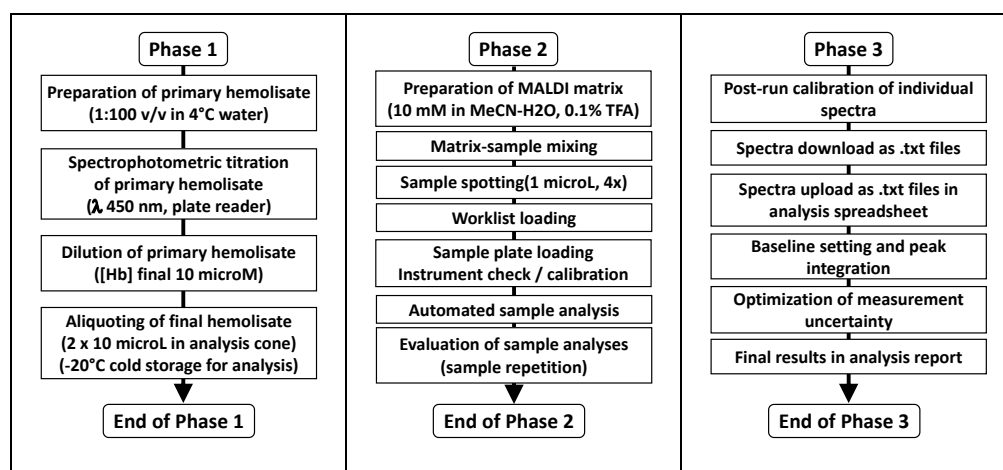 Phase 1
Preparation of primary hemolisate
(1:100 v/v in 4°C water)
Spectrophotometric titration
of primary hemolisate
(λ 450 nm, plate reader)
Dilution of primary hemolisate
([Hb] final 10 microM)
Aliquoting of final hemolisate
(2 x 10 microL in analysis cone)
(-20°C cold storage for analysis)
End of Phase 1
Phase 2
Preparation of MALDI matrix
(10 mM in MeCN-H2O, 0.1% TFA)
Matrix-sample mixing
Sample spotting(1 microL, 4x)
Worklist loading
Sample plate loading
Instrument check / calibration
Automated sample analysis
Evaluation of sample analyses
(sample repetition)
End of Phase 2
Phase 3
Post-run calibration of individual
spectra
Spectra download as .txt files
Spectra upload as .txt files in
analysis spreadsheet
Baseline setting and peak
integration
Optimization of measurement
uncertainty
Final results in analysis report
End of Phase 3